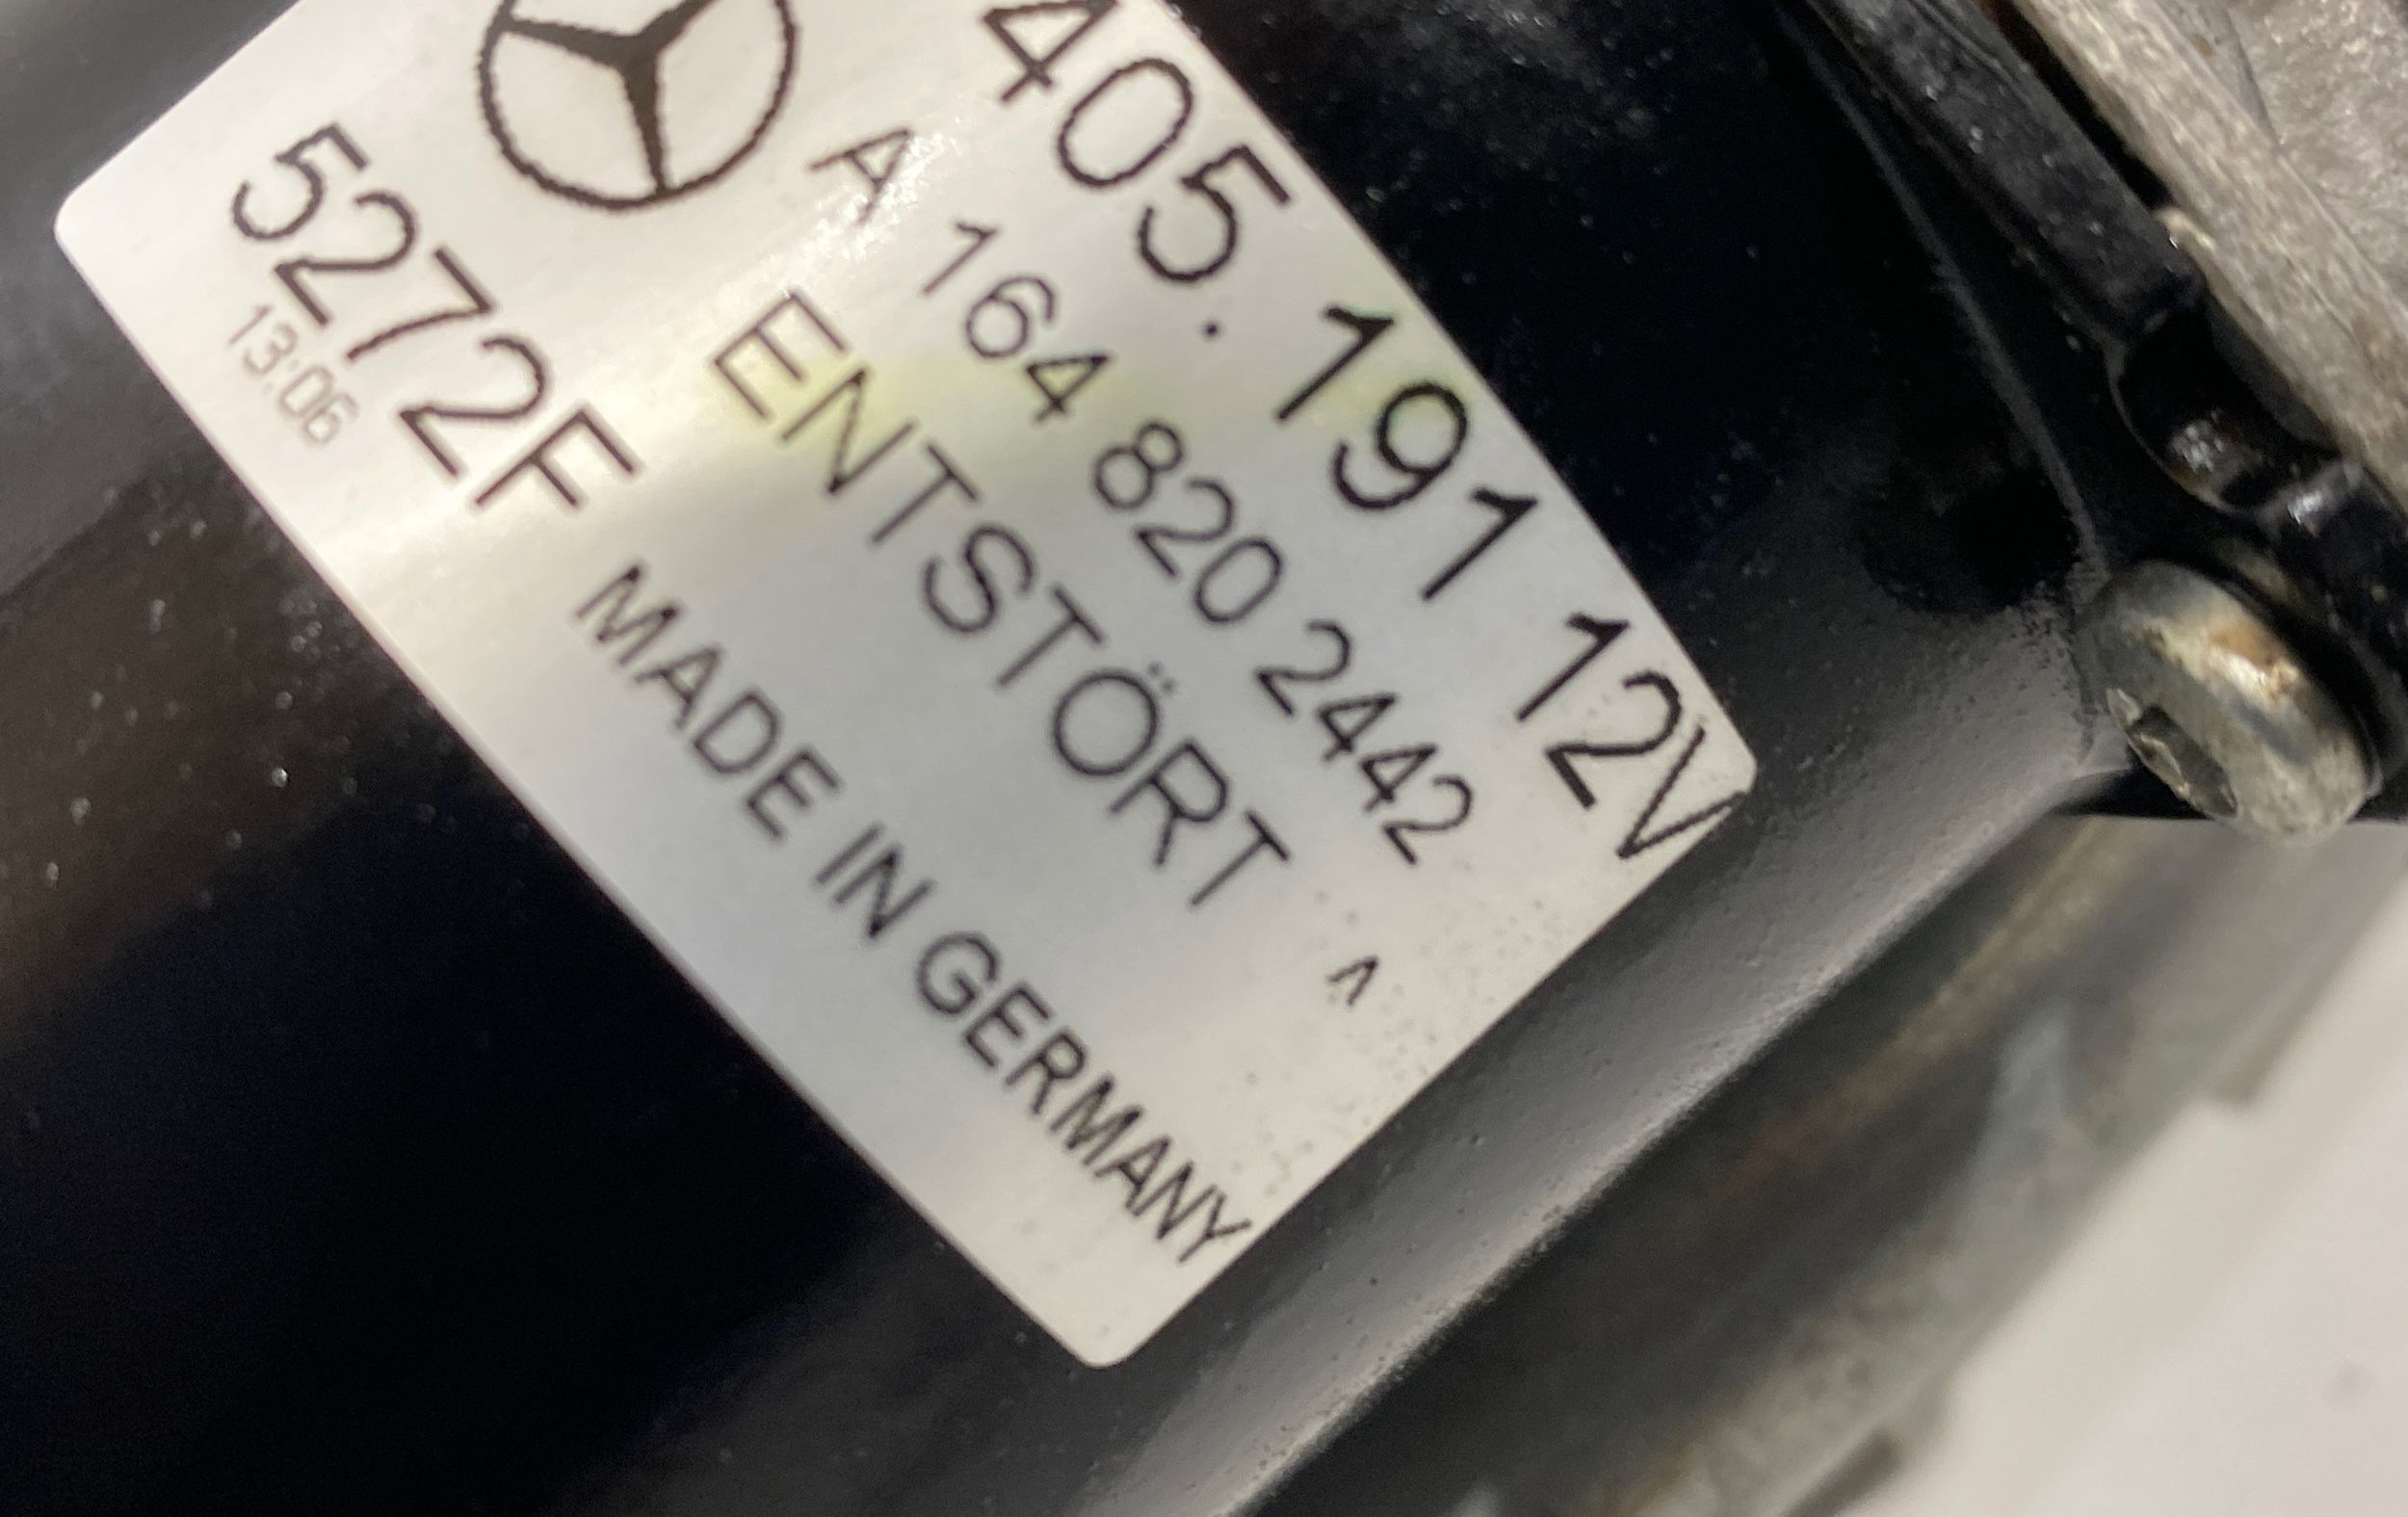 405.191 12V
A 164 820 2442
ENTSTÖRT
5272F MADE IN GERMANY
13:06